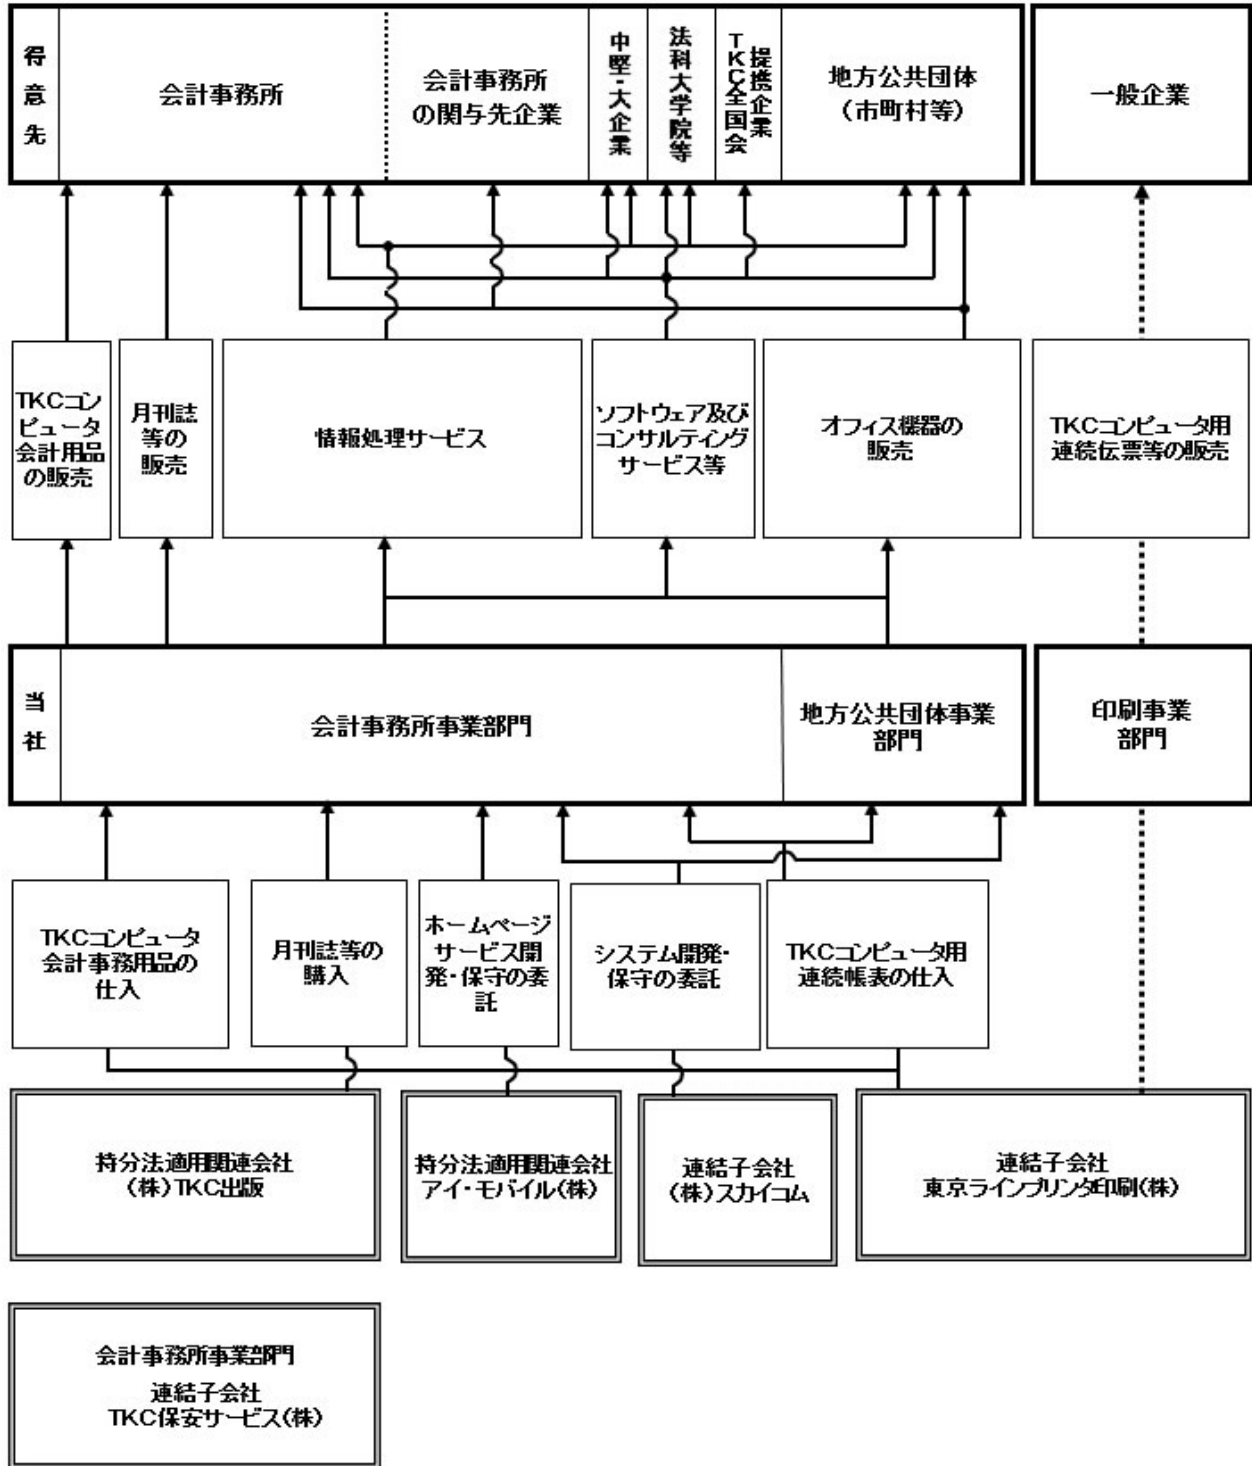 得意先
会計事務所
会計事務所
の関与先企業
中堅・大企業
法科大学院等
提携企業
TKC全国会
地方公共団体
(市町村等)
一般企業
TKCコン
ピュータ
会計用品
の販売
月刊誌
等の
販売
情報処理サービス
ソフトウェア及び
コンサルティング
サービス等
オフィス機器の
販売
TKCコンピュータ用
連続伝票等の販売
当社
会計事務所事業部門
地方公共団体事業
部門
印刷事業
部門
TKCコンピュータ
会計事務用品の
仕入
月刊誌等の
購入
ホームページ
サービス開
発・保守の委
託
システム開発・
保守の委託
TKCコンピュータ用
連続帳表の仕入
持分法適用関連会社
(株)TKC出版
持分法適用関連会社
アイ・モバイル(株)
連結子会社
(株)スカイコム
連結子会社
東京ラインプリンタ印刷(株)
会計事務所事業部門
連結子会社
TKC保安サービス(株)